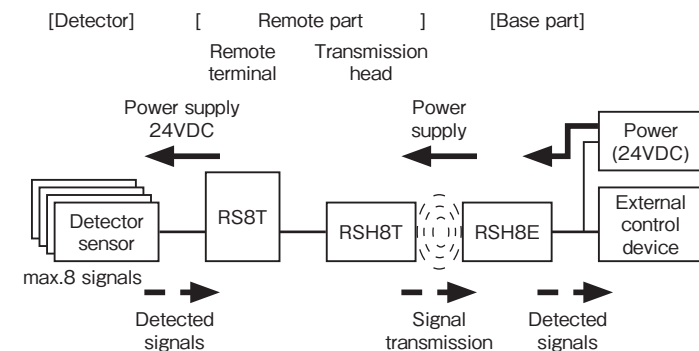 [Detector] [ Remote part ] [Base part]
Remote terminal
Transmission head
Power supply
24VDC
Power
supply
Power
(24VDC)
Detector
sensor
RS8T
RSH8T
RSH8E
External
control
device
max.8 signals
Detected
signals
Signal
transmission
Detected
signals